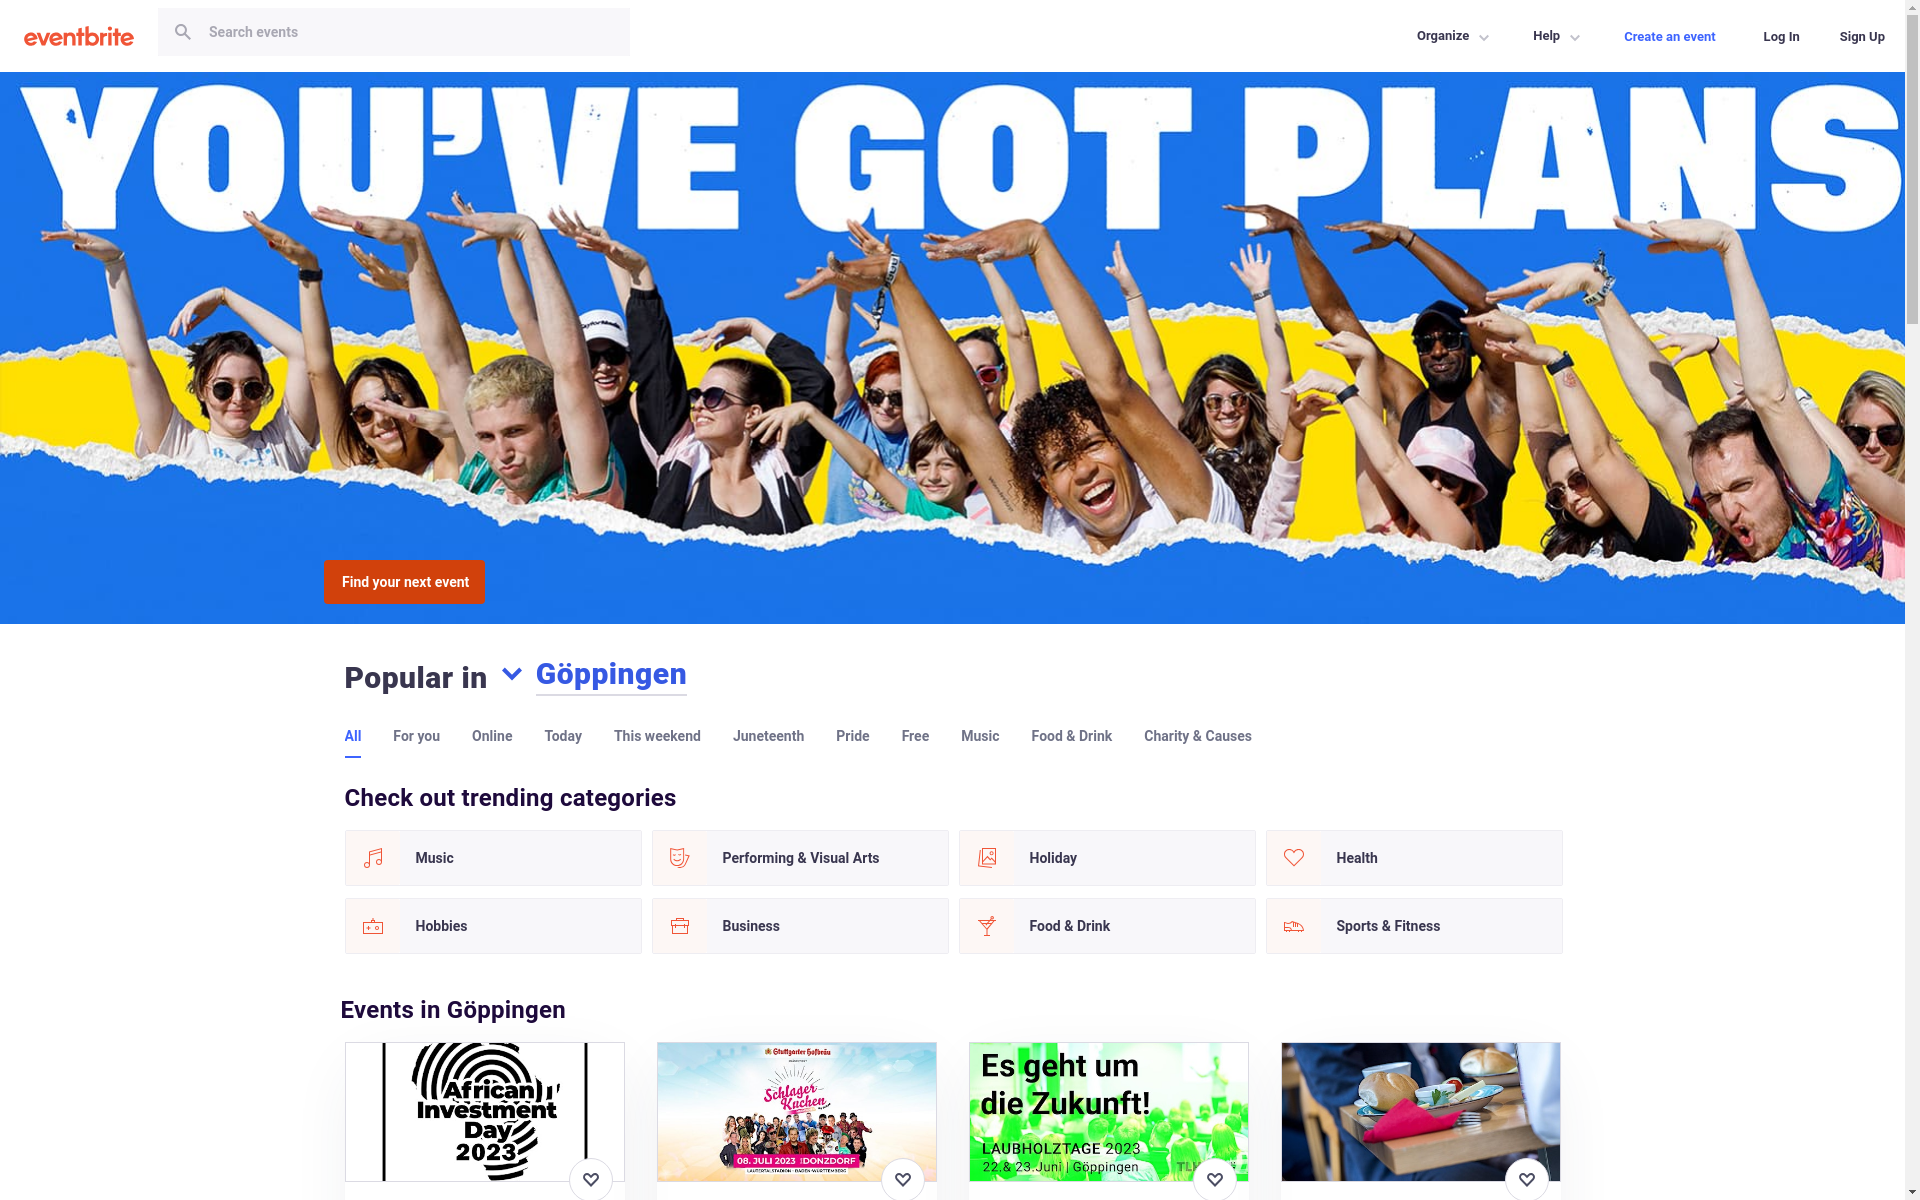 eventbrite
Search events
Organize
Help
Create an event
Log In
Sign Up
YOU'VE GOT PLANS
Find your next event
Popular in Göppingen
All
For you
Online
Today
This weekend
Juneteenth
Pride
Free
Music
Food & Drink
Charity & Causes
Check out trending categories
Music
Performing & Visual Arts
Holiday
Health
Hobbies
Business
Food & Drink
Sports & Fitness
Events in Göppingen
African
Investment
Day
2023
Stuttgarter Hofbräu
Schlager
Kuchen
08. JULI 2023
DONZDORF
LAUTERTALSTADION - BADEN-WÜRTTEMBERG
Es geht um
die Zukunft!
LAUBHOLZTAGE 2023
22.& 23.Juni | Göppingen